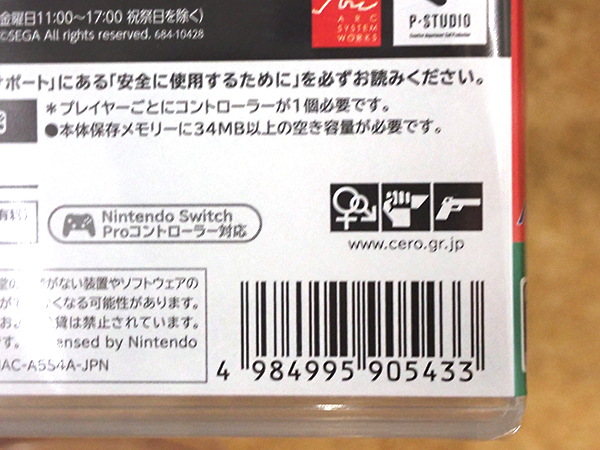 金曜日11:00~17:00 祝祭日を除く)
©SEGA All rights reserved. 684-10428
ARC
SYSTEM
WORKS
P-STUDIO
サポート」にある「安全に使用するために」を必ずお読みください。
＊プレイヤーごとにコントローラーが1個必要です。
●本体保存メモリーに34MB以上の空き容量が必要です。
有料)
Nintendo Switch
Proコントローラー対応
www.cero.gr.jp
がない装置やソフトウェアの
くなる可能性があります。
貸は禁止されています。
ensed by Nintendo
HAC-A554A-JPN
4 984995 905433